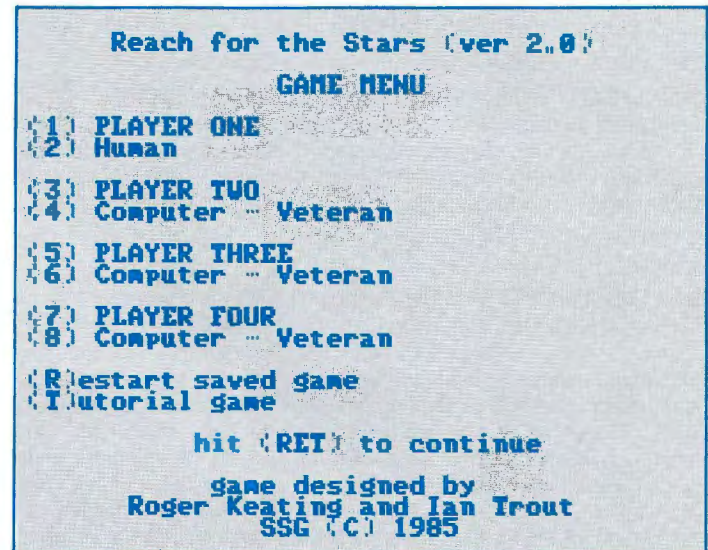 Reach for the Stars (ver 2.0)
GAME MENU
(1) PLAYER ONE
(2) Human
(3) PLAYER TWO
(4) Computer - Veteran
(5) PLAYER THREE
(6) Computer - Veteran
(7) PLAYER FOUR
(8) Computer - Veteran
(R)estart saved game
(T)utorial game
hit (RET) to continue
game designed by
Roger Keating and Ian Trout
SSG (C) 1985